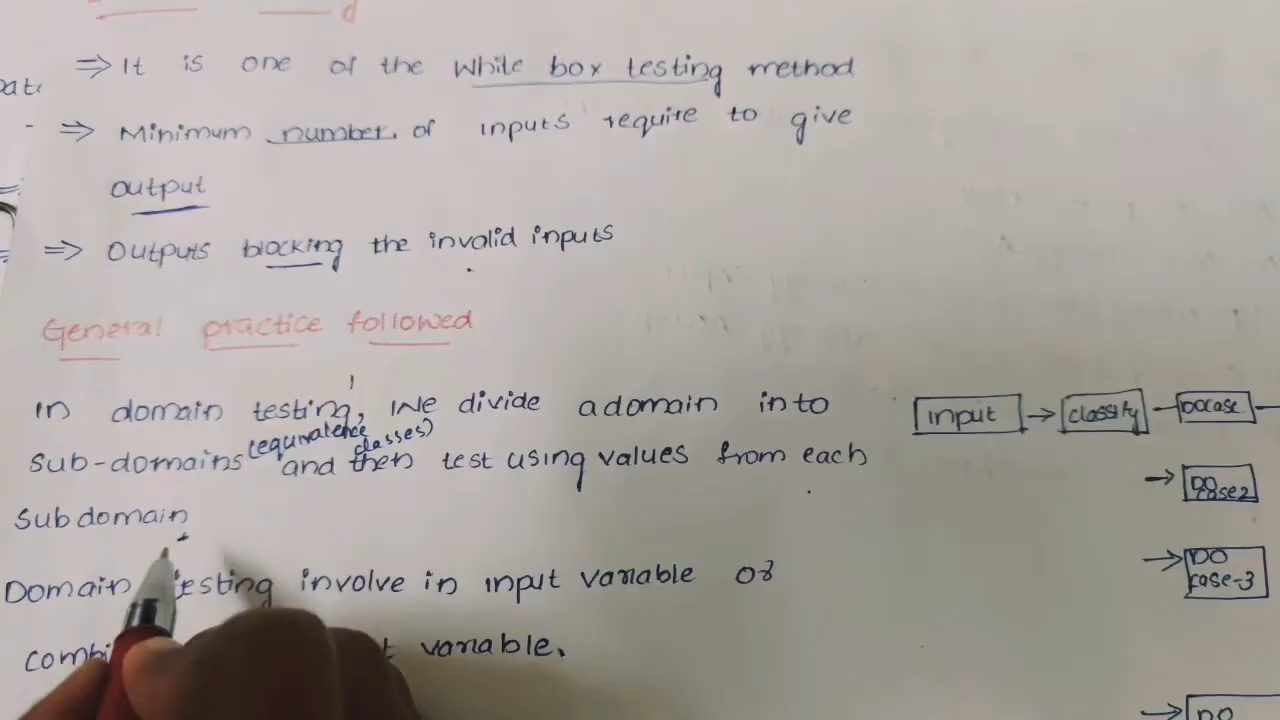 ⇒ It is one of the While box testing method
⇒ Minimum number of inputs require to give
output
⇒ Outputs blocking the invalid inputs
General practice followed
In domain testing, We divide a domain into
sub-domains (equivalence classes) and then test using values from each
Subdomain
Domain testing involve in input variable or
variable.
input → classify DOcase
→ DO case2
→ DO case-3
→ DO